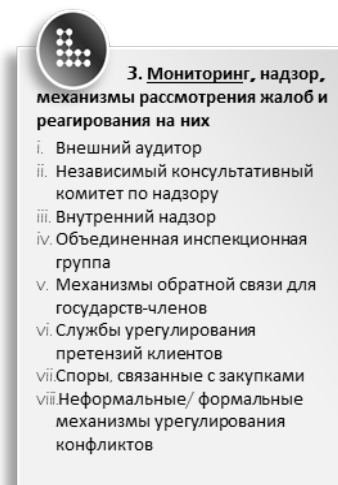 3. Мониторинг, надзор,
механизмы рассмотрения жалоб и
реагирования на них
i. Внешний аудитор
ii. Независимый консультативный
комитет по надзору
iii. Внутренний надзор
iv. Объединенная инспекционная
группа
v. Механизмы обратной связи для
государств-членов
vi. Службы урегулирования
претензий клиентов
vii. Споры, связанные с закупками
viii. Неформальные/ формальные
механизмы урегулирования
конфликтов